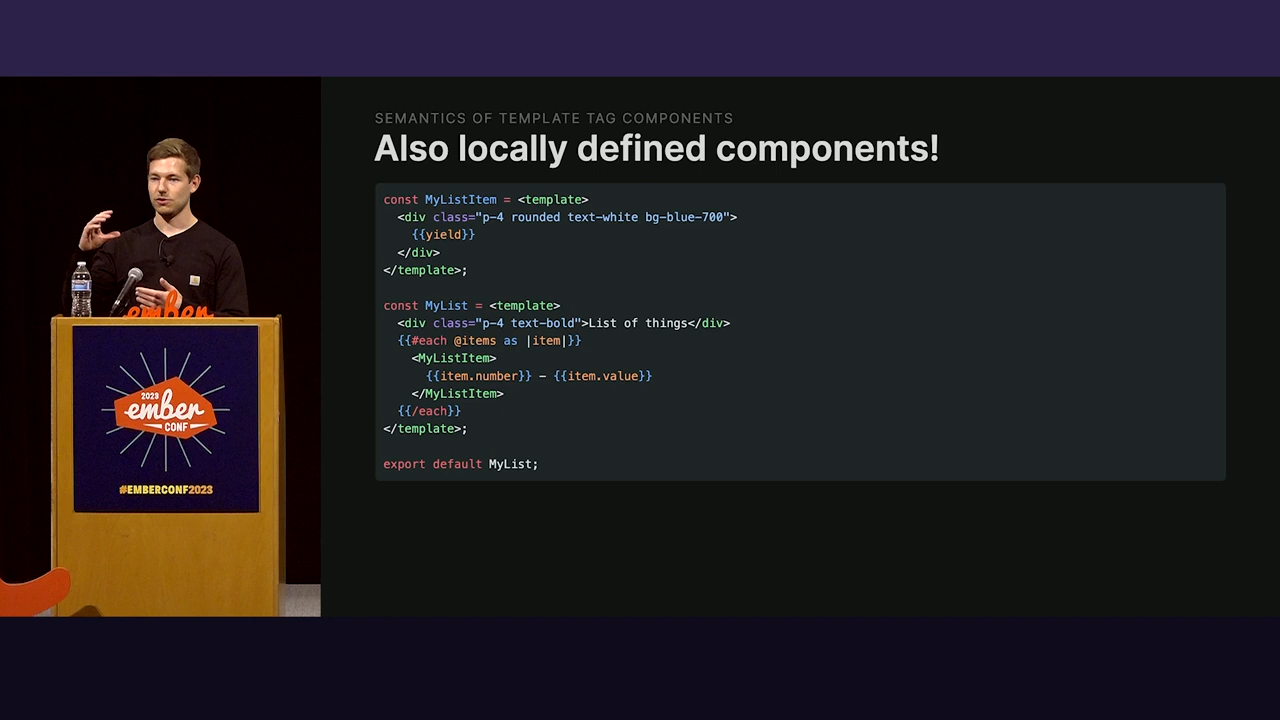 SEMANTICS OF TEMPLATE TAG COMPONENTS
Also locally defined components!
const MyListItem = <template>
  <div class="p-4 rounded text-white bg-blue-700">
    {{yield}}
  </div>
</template>;

const MyList = <template>
  <div class="p-4 text-bold">List of things</div>
  {{#each @items as |item|}}
    <MyListItem>
      {{item.number}} - {{item.value}}
    </MyListItem>
  {{/each}}
</template>;

export default MyList;
ember
2023
ember
CONF
#EMBERCONF2023